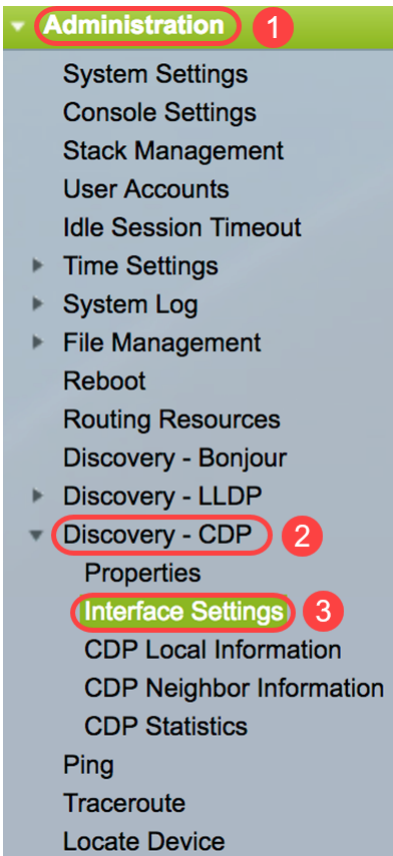 Administration 1
System Settings
Console Settings
Stack Management
User Accounts
Idle Session Timeout
Time Settings
System Log
File Management
Reboot
Routing Resources
Discovery - Bonjour
Discovery - LLDP
Discovery - CDP 2
Properties
Interface Settings 3
CDP Local Information
CDP Neighbor Information
CDP Statistics
Ping
Traceroute
Locate Device